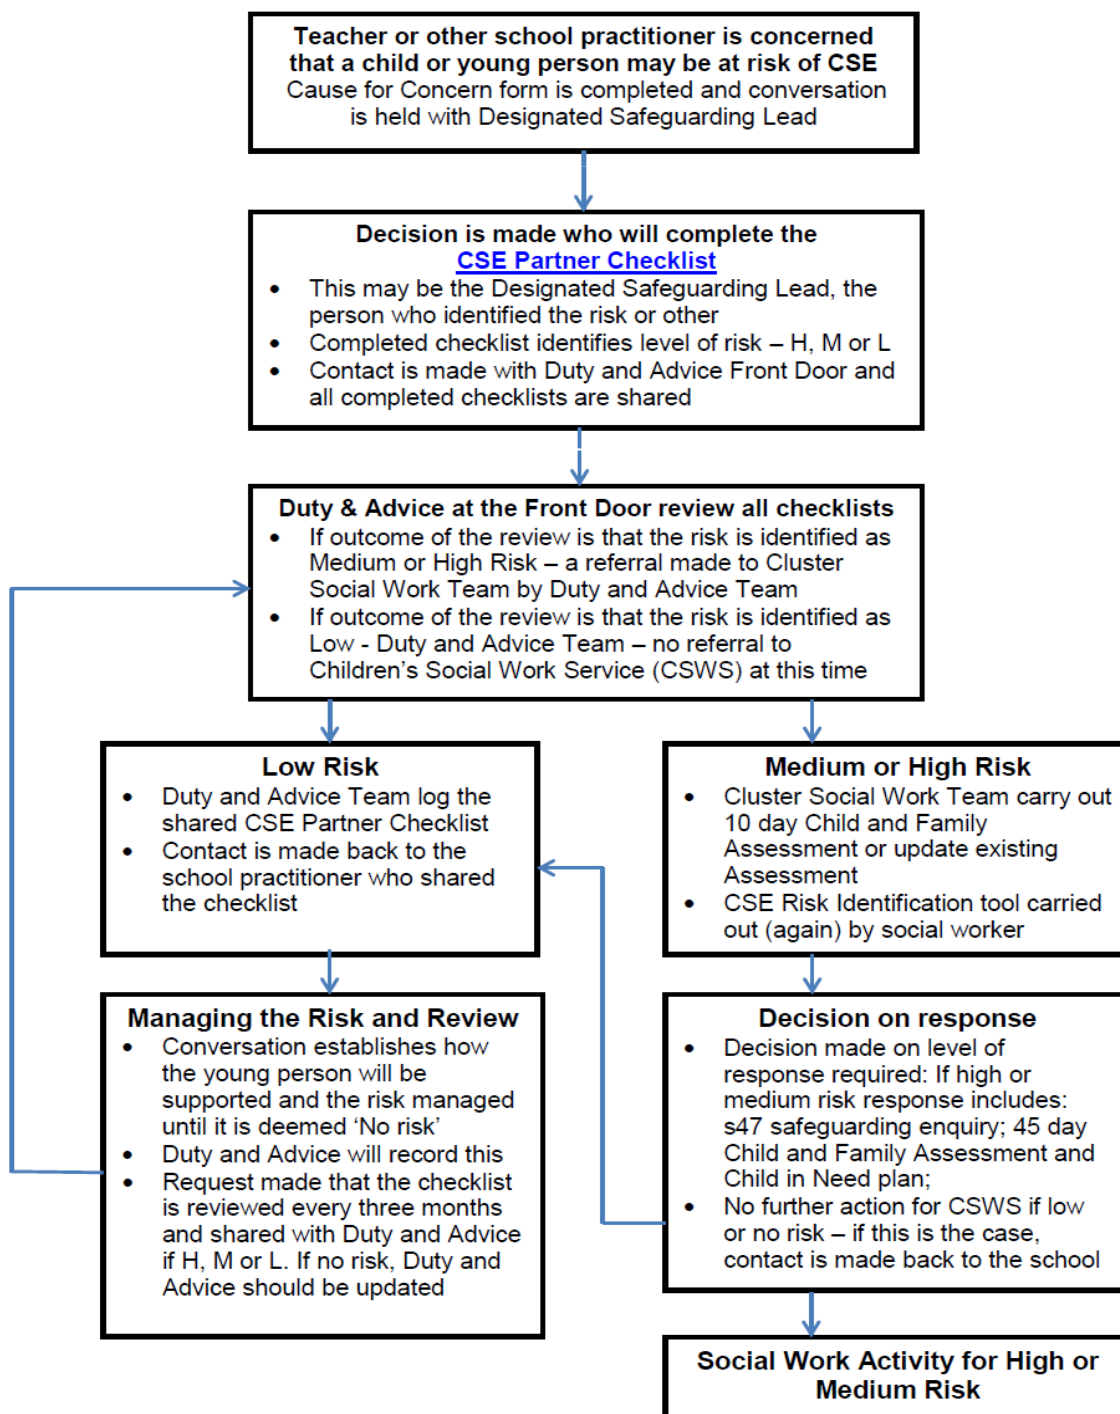 Teacher or other school practitioner is concerned
that a child or young person may be at risk of CSE
Cause for Concern form is completed and conversation
is held with Designated Safeguarding Lead
Decision is made who will complete the
CSE Partner Checklist
• This may be the Designated Safeguarding Lead, the
person who identified the risk or other
• Completed checklist identifies level of risk – H, M or L
• Contact is made with Duty and Advice Front Door and
all completed checklists are shared
Duty & Advice at the Front Door review all checklists
• If outcome of the review is that the risk is identified as
Medium or High Risk – a referral made to Cluster
Social Work Team by Duty and Advice Team
• If outcome of the review is that the risk is identified as
Low - Duty and Advice Team – no referral to
Children's Social Work Service (CSWS) at this time
Low Risk
• Duty and Advice Team log the
shared CSE Partner Checklist
• Contact is made back to the
school practitioner who shared
the checklist
Medium or High Risk
• Cluster Social Work Team carry out
10 day Child and Family
Assessment or update existing
Assessment
• CSE Risk Identification tool carried
out (again) by social worker
Managing the Risk and Review
• Conversation establishes how
the young person will be
supported and the risk managed
until it is deemed 'No risk'
• Duty and Advice will record this
• Request made that the checklist
is reviewed every three months
and shared with Duty and Advice
if H, M or L. If no risk, Duty and
Advice should be updated
Decision on response
• Decision made on level of
response required: If high or
medium risk response includes:
s47 safeguarding enquiry; 45 day
Child and Family Assessment and
Child in Need plan;
• No further action for CSWS if low
or no risk – if this is the case,
contact is made back to the school
Social Work Activity for High or
Medium Risk